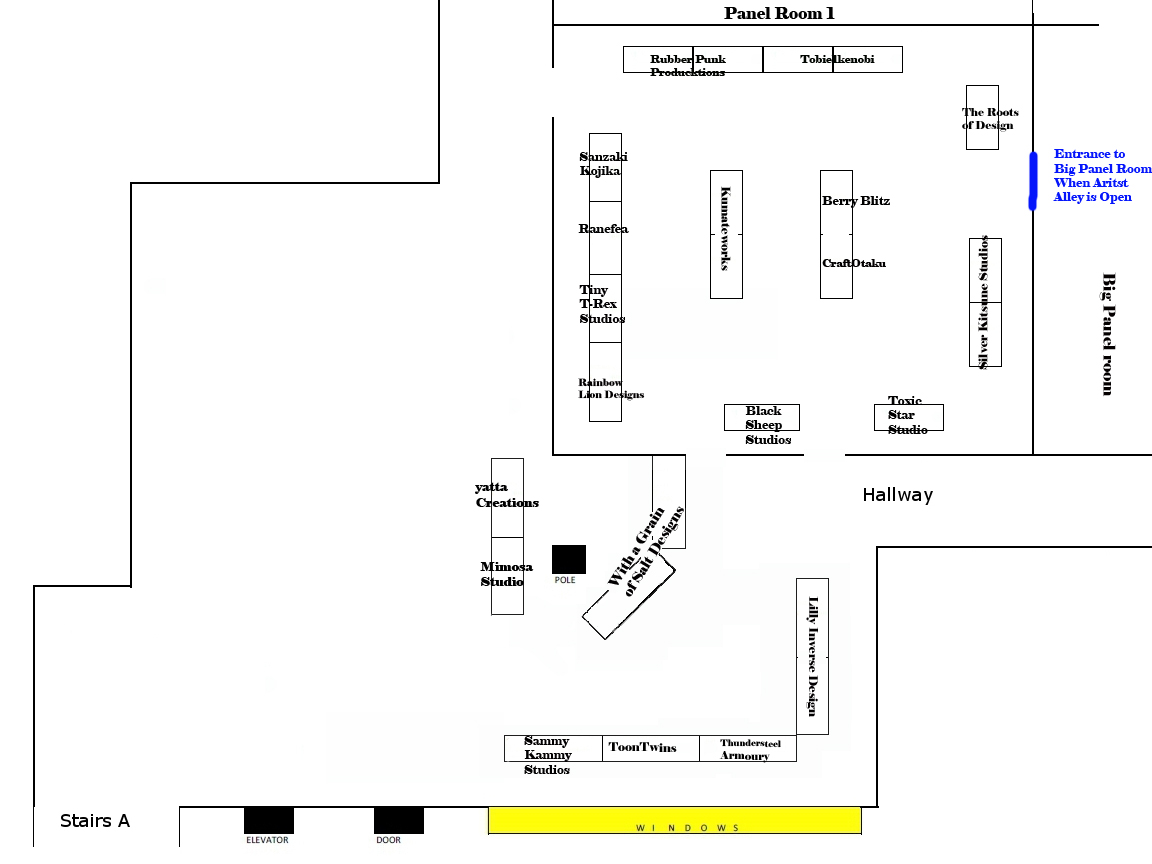 Panel Room 1
Rubber Punk
Producktions
Tobie Ikenobi
The Roots
of Design
Entrance to
Big Panel Room
When Aritst
Alley is Open
Sanzaki
Kojika
Ranefea
Tiny
T-Rex
Studios
Rainbow
Lion Designs
Kumateworks
Berry Blitz
CraftOtaku
Silver Kitsune Studios
Big Panel room
Black
Sheep
Studios
Toxic
Star
Studio
Hallway
yatta
Creations
Mimosa
Studio
POLE
With a Grain
of Salt Designs
Lilly Inverse Design
Sammy
Kammy
Studios
ToonTwins
Thundersteel
Armoury
Stairs A
ELEVATOR
DOOR
WINDOWS